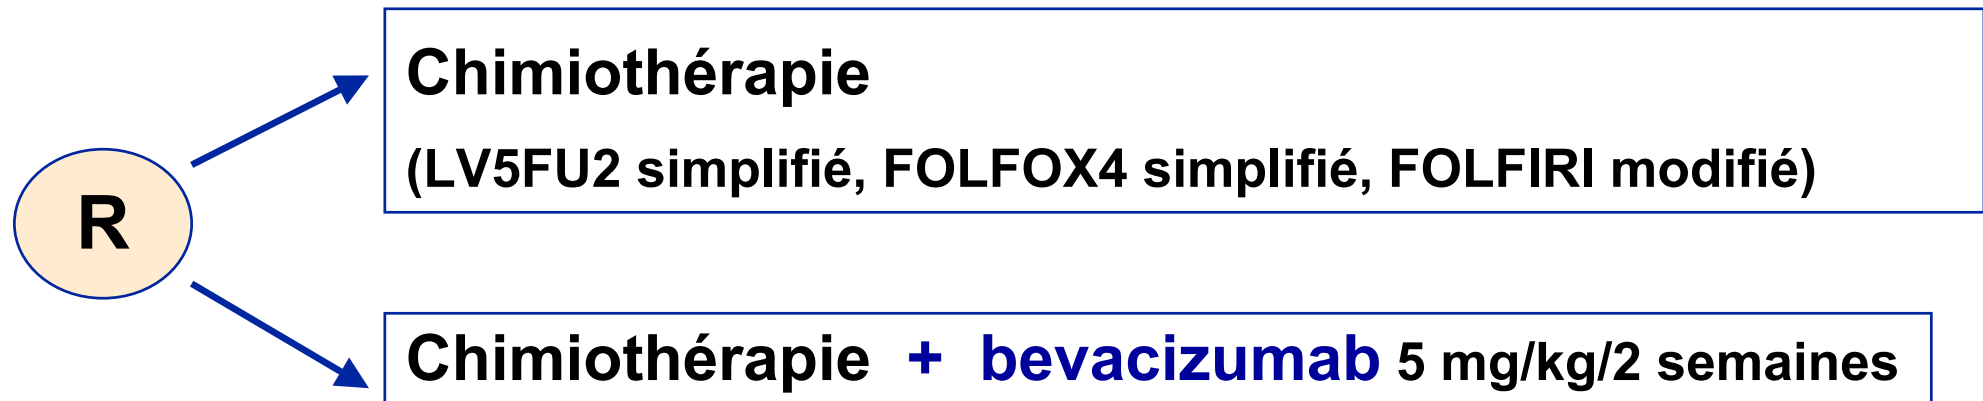 Chimiothérapie
(LV5FU2 simplifié, FOLFOX4 simplifié, FOLFIRI modifié)
R
Chimiothérapie + bevacizumab 5 mg/kg/2 semaines